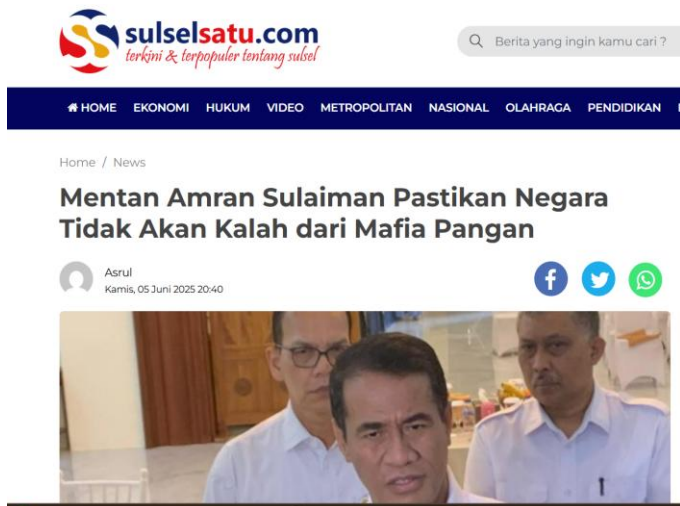 sulselsatu.com
terkini & terpopuler tentang sulsel
Berita yang ingin kamu cari ?
HOME EKONOMI HUKUM VIDEO METROPOLITAN NASIONAL OLAHRAGA PENDIDIKAN
Home / News
Mentan Amran Sulaiman Pastikan Negara
Tidak Akan Kalah dari Mafia Pangan
Asrul
Kamis, 05 Juni 2025 20:40